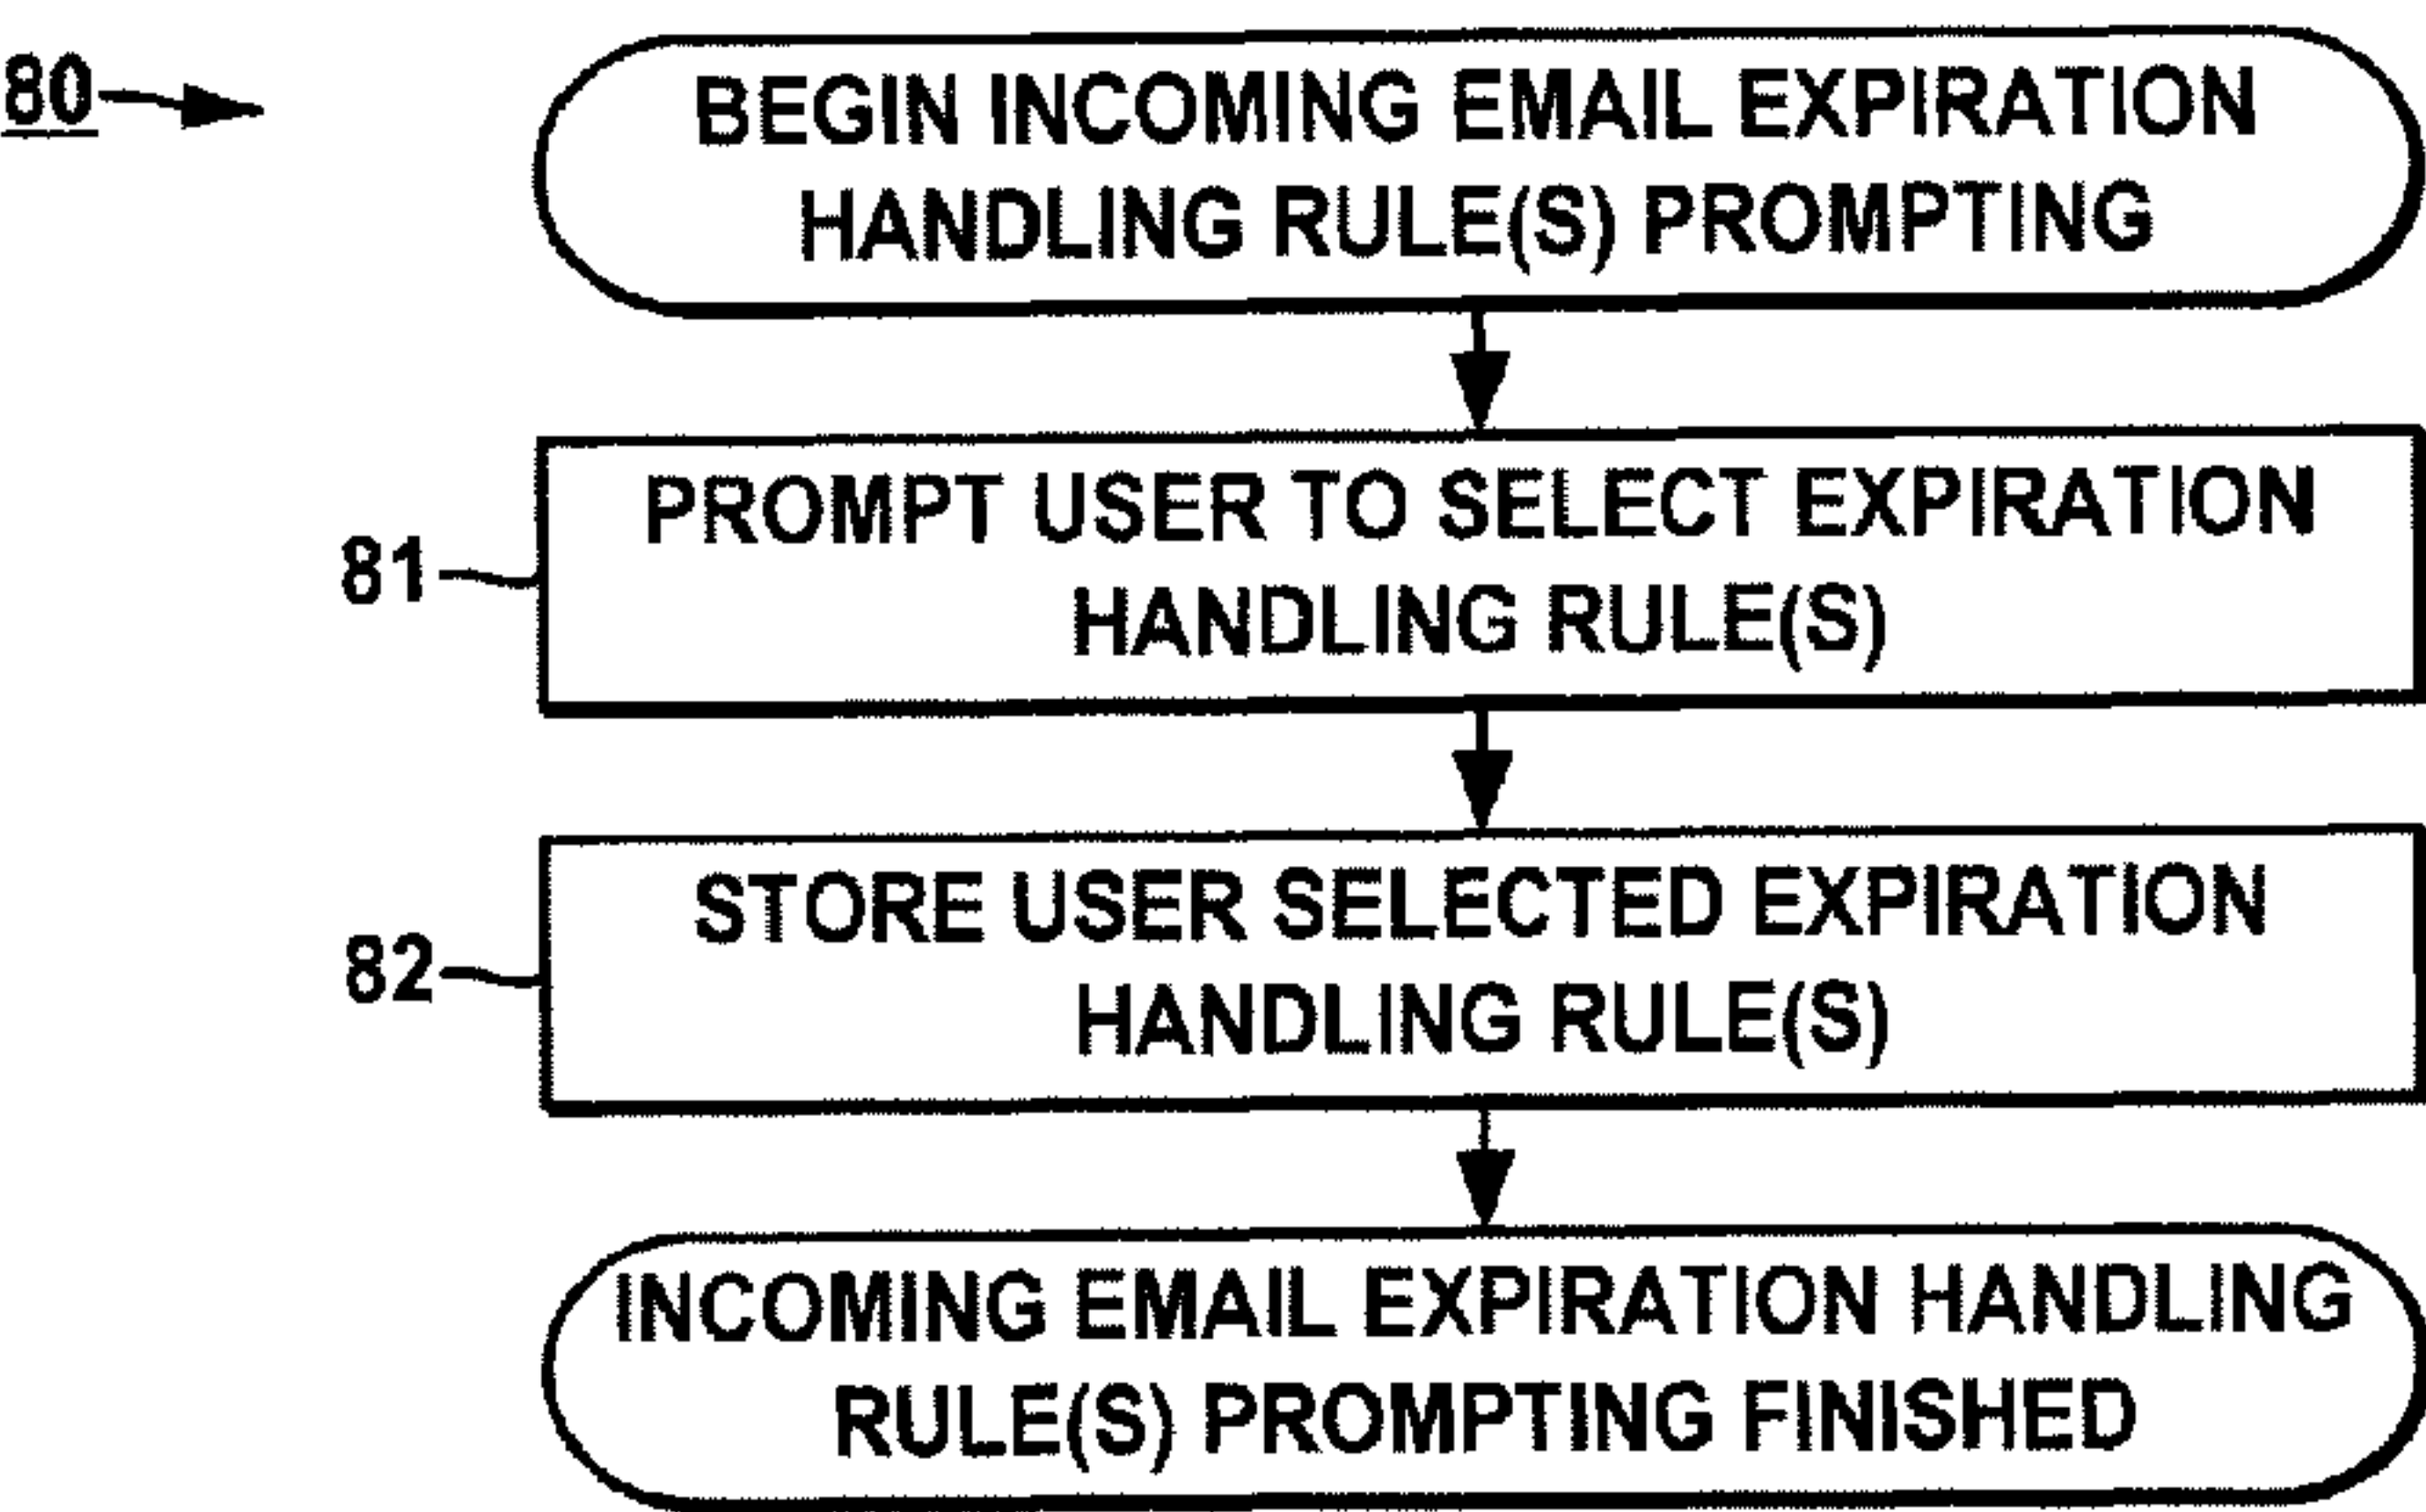 80
BEGIN INCOMING EMAIL EXPIRATION
HANDLING RULE(S) PROMPTING
PROMPT USER TO SELECT EXPIRATION
HANDLING RULE(S)
81
STORE USER SELECTED EXPIRATION
HANDLING RULE(S)
82
INCOMING EMAIL EXPIRATION HANDLING
RULE(S) PROMPTING FINISHED